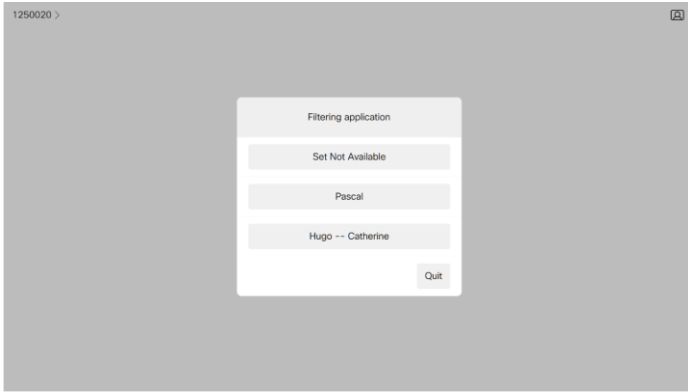 1250020 >
Filtering application
Set Not Available
Pascal
Hugo -- Catherine
Quit